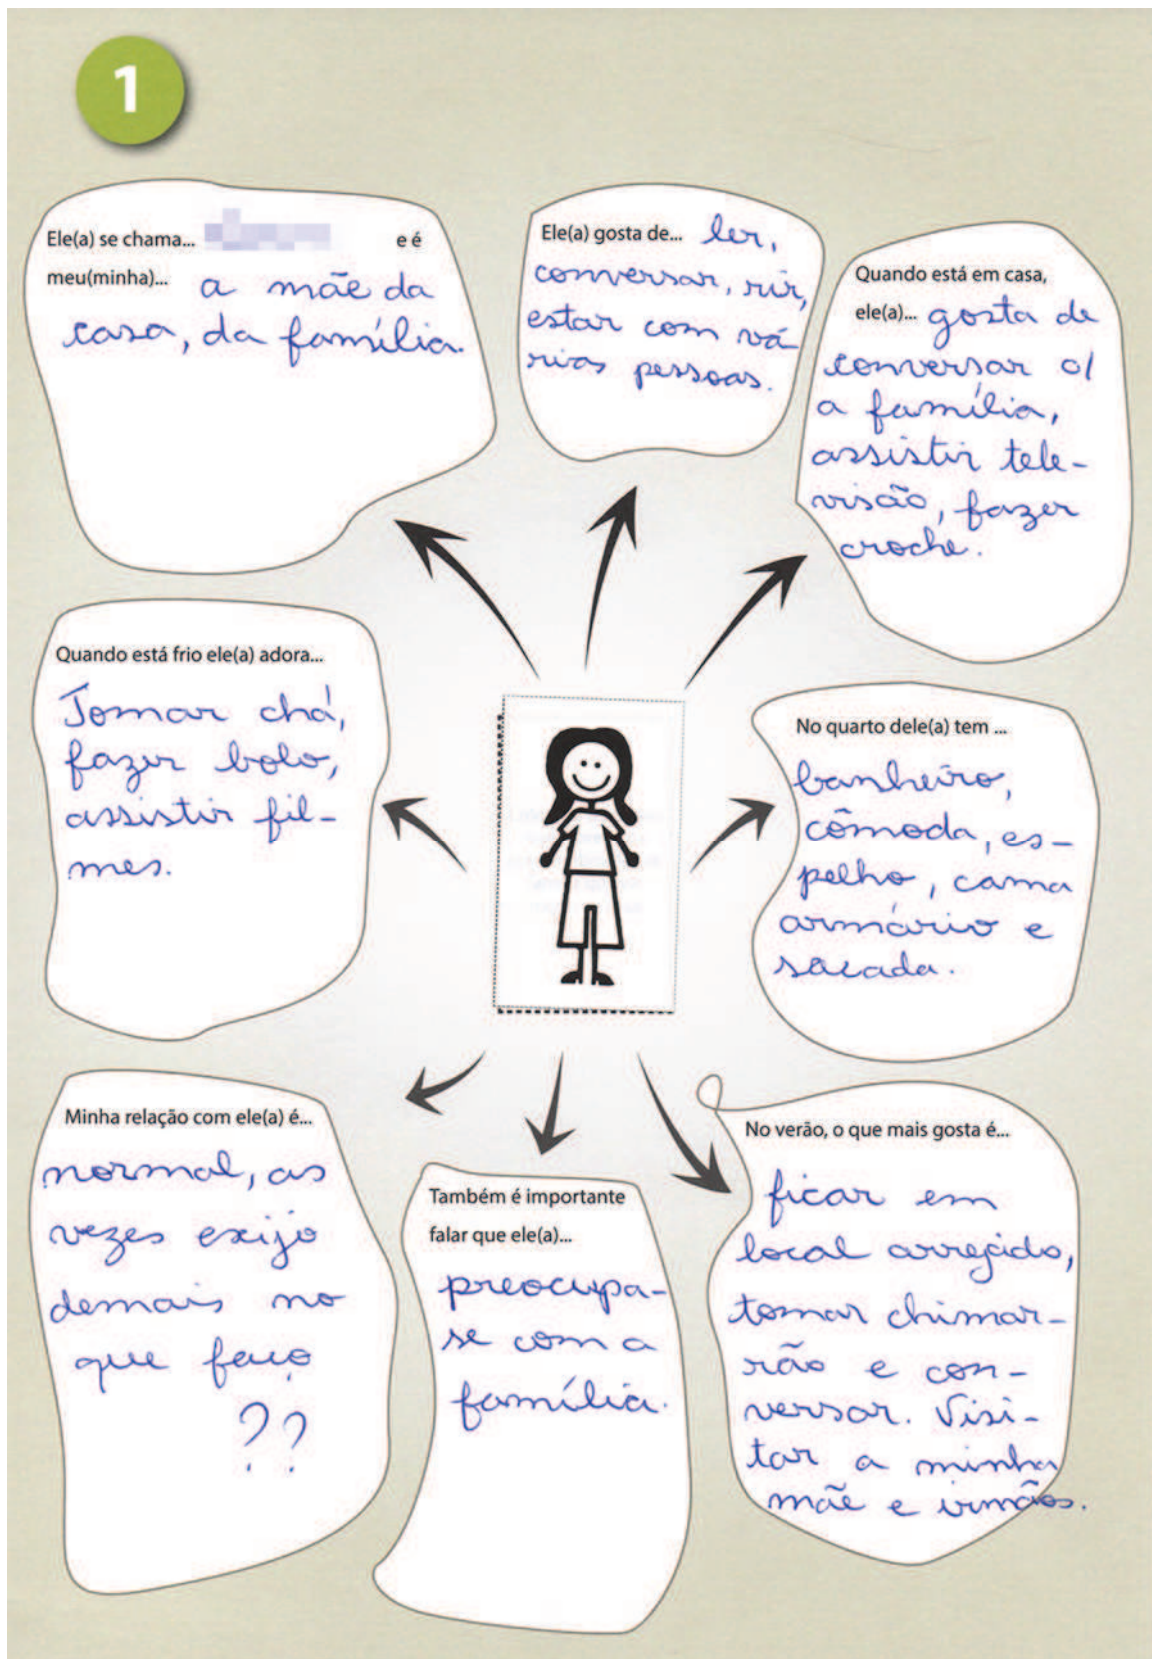 1
Ele(a) se chama... e é
meu(minha)... a mãe da
casa, da família.
Ele(a) gosta de... ler,
conversar, rir,
estar com vá
rias pessoas.
Quando está em casa,
ele(a)... gosta de
conversar c/
a família,
assistir tele-
visão, fazer
croche.
Quando está frio ele(a) adora...
Tomar chá,
fazer bolo,
assistir fil-
mes.
No quarto dele(a) tem ...
banheiro,
cômoda, es-
pelho, cama
armário e
sacada.
Minha relação com ele(a) é...
normal, as
vezes exijo
demais no
que faço
??
Também é importante
falar que ele(a)...
preocupa-
se com a
família.
No verão, o que mais gosta é...
ficar em
local arrejado,
tomar chimar-
rão e con-
versar. Visi-
tar a minha
mãe e irmãos.